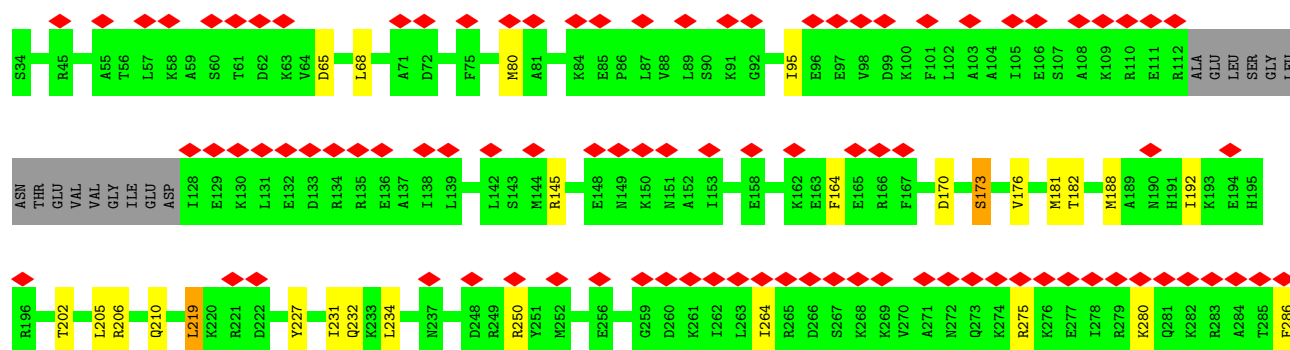 S34 R45 A55 T56 L57 K58 A59 S60 T61 D62 K63 V64 D65 L68 A71 D72 F75 M80 A81 K84 E85 P86 L87 V88 L89 S90 K91 G92 I95 E96 E97 V98 D99 K100 F101 L102 A103 A104 I105 E106 S107 A108 K109 R110 E111 R112 ALA GLU LEU SER GLY LEU
ASN THR GLU VAL VAL GLY ILE GLU ASP I128 E129 K130 L131 E132 D133 R134 R135 E136 A137 I138 L139 L142 S143 M144 R145 E148 N149 K150 N151 A152 I153 E158 K162 E163 F164 E165 R166 F167 D170 S173 V176 M181 T182 M188 A189 N190 H191 I192 K193 E194 H195
R196 T202 L205 R206 Q210 L219 K220 R221 D222 Y227 I231 Q232 K233 L234 N237 D248 R249 R250 Y251 M252 E256 G259 D260 K261 I262 L263 I264 R265 D266 S267 K268 K269 V270 A271 N272 Q273 K274 R275 K276 E277 I278 R279 K280 Q281 K282 R283 A284 T285 E286